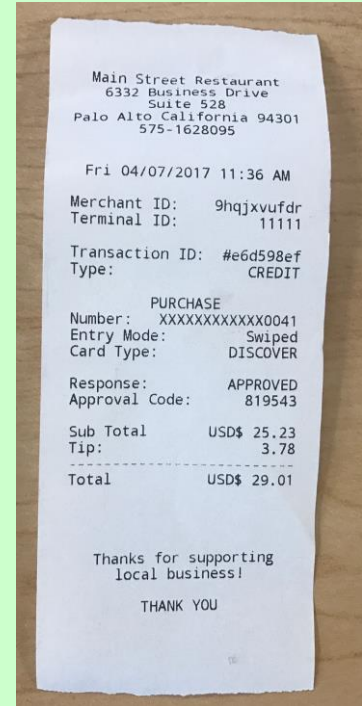 Main Street Restaurant
6332 Business Drive
Suite 528
Palo Alto California 94301
575-1628095
Fri 04/07/2017 11:36 AM
Merchant ID: 9hqjxvufdr
Terminal ID: 11111
Transaction ID: #e6d598ef
Type: CREDIT
PURCHASE
Number: XXXXXXXXXXXX0041
Entry Mode: Swiped
Card Type: DISCOVER
Response: APPROVED
Approval Code: 819543
Sub Total USD$ 25.23
Tip: 3.78
Total USD$ 29.01
Thanks for supporting
local business!
THANK YOU